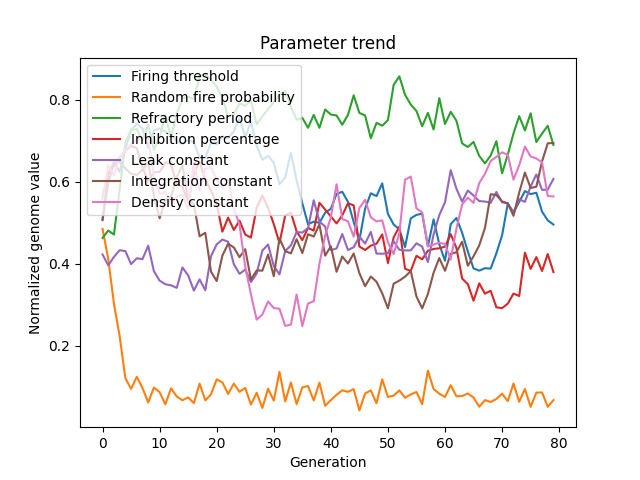 Parameter trend
Firing threshold
Random fire probability
Refractory period
Inhibition percentage
Leak constant
Integration constant
Density constant
Normalized genome value
0.8
0.6
0.4
0.2
0 10 20 30 40 50 60 70 80
Generation